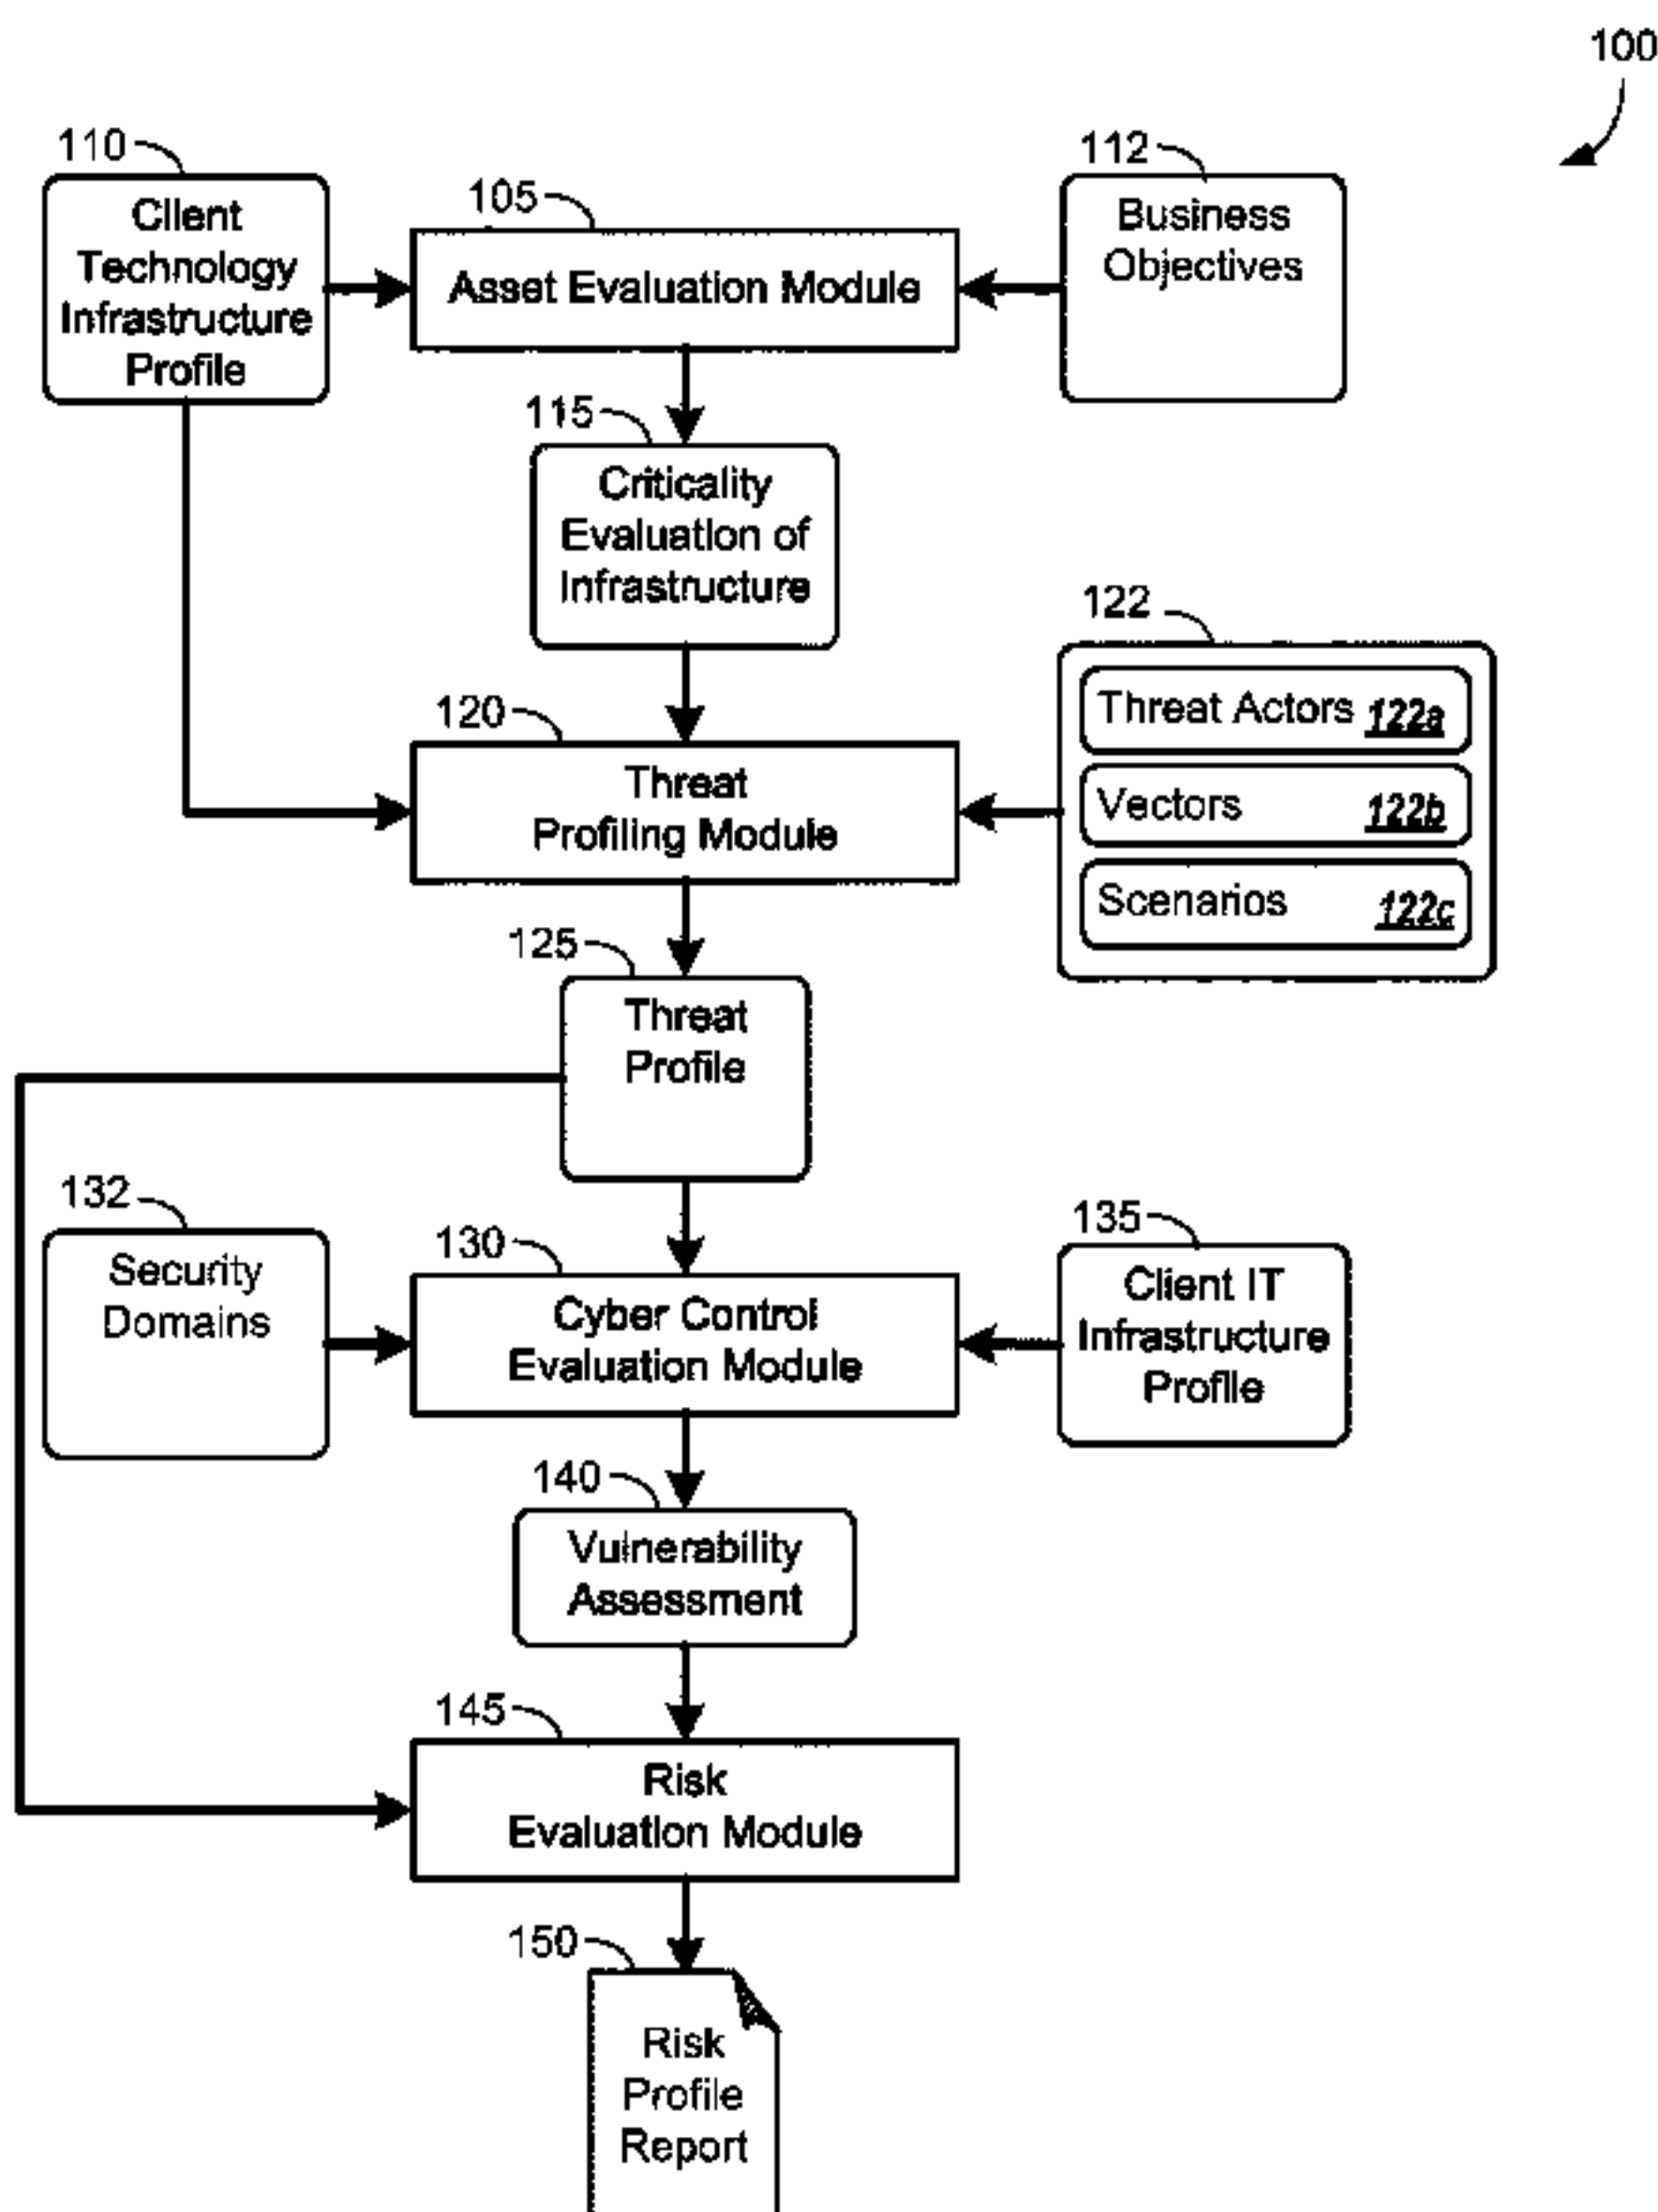 100
110
Client
Technology
Infrastructure
Profile
105
Asset Evaluation Module
112
Business
Objectives
115
Criticality
Evaluation of
Infrastructure
122
Threat Actors 122a
Vectors 122b
Scenarios 122c
120
Threat
Profiling Module
125
Threat
Profile
132
Security
Domains
130
Cyber Control
Evaluation Module
135
Client IT
Infrastructure
Profile
140
Vulnerability
Assessment
145
Risk
Evaluation Module
150
Risk
Profile
Report